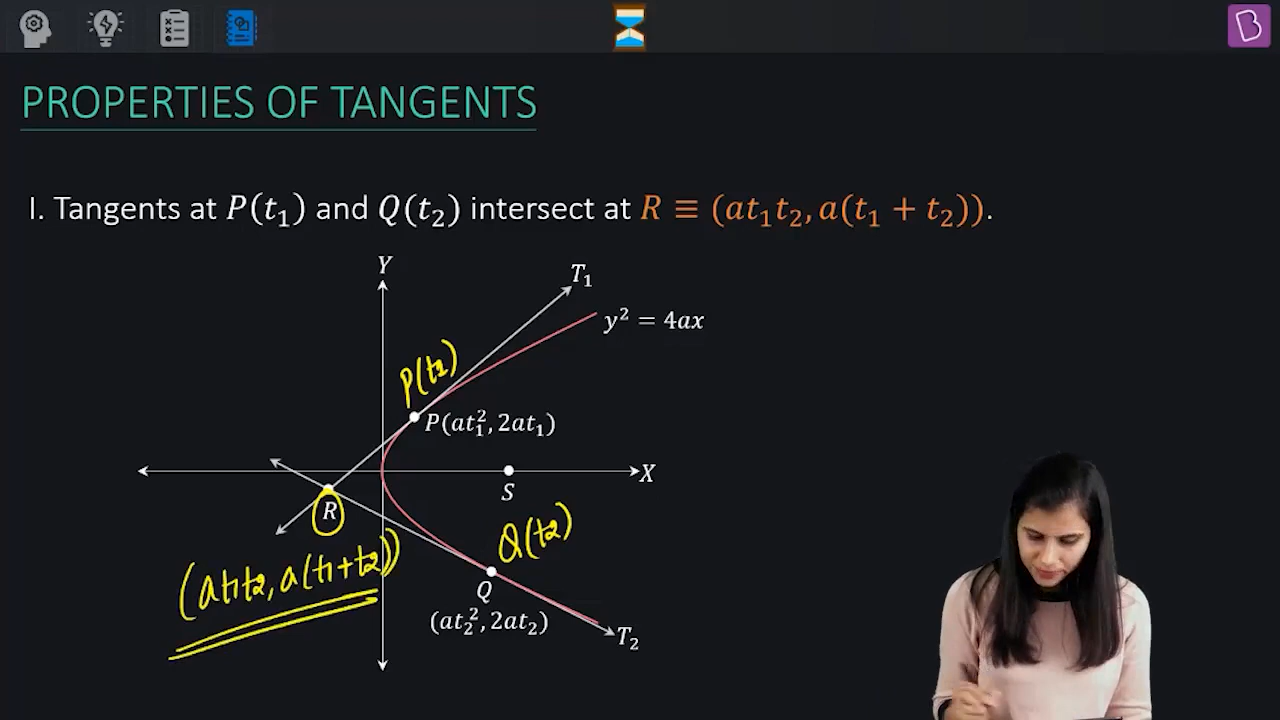 PROPERTIES OF TANGENTS
I. Tangents at P(t₁) and Q(t₂) intersect at R ≡ (at₁t₂, a(t₁ + t₂)).
Y
T₁
y² = 4ax
P(t1)
P(at₁², 2at₁)
X
S
R
Q(t2)
(at1t2, a(t1+t2))
Q
(at₂², 2at₂)
T₂